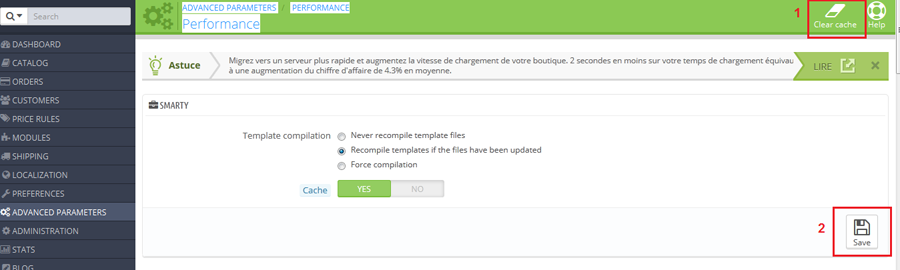 Search
DASHBOARD
CATALOG
ORDERS
CUSTOMERS
PRICE RULES
MODULES
SHIPPING
LOCALIZATION
PREFERENCES
ADVANCED PARAMETERS
ADMINISTRATION
STATS
BLOG
ADVANCED PARAMETERS / PERFORMANCE
Performance
1
Clear cache
Help
Astuce
Migrez vers un serveur plus rapide et augmentez la vitesse de chargement de votre boutique. 2 secondes en moins sur votre temps de chargement équivau
à une augmentation du chiffre d'affaire de 4.3% en moyenne.
LIRE
SMARTY
Template compilation
Never recompile template files
Recompile templates if the files have been updated
Force compilation
Cache
YES
NO
2
Save